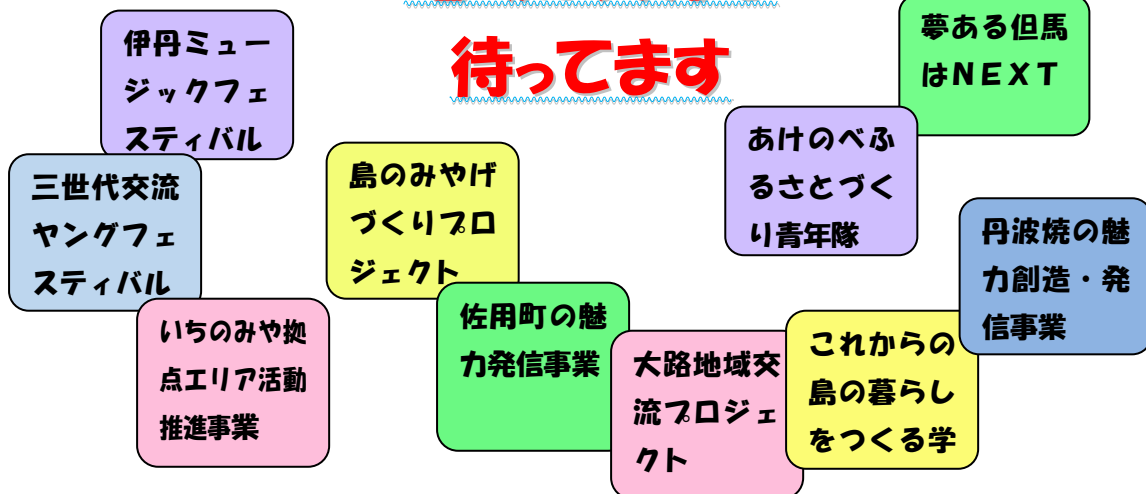 待ってます
夢ある但馬
はＮＥＸＴ
伊丹ミュー
ジックフェ
スティバル
あけのべふ
るさとづく
り青年隊
三世代交流
ヤングフェ
スティバル
島のみやげ
づくりプロ
ジェクト
丹波焼の魅
力創造・発
信事業
いちのみや拠
点エリア活動
推進事業
佐用町の魅
力発信事業
大路地域交
流プロジェ
クト
これからの
島の暮らし
をつくる学